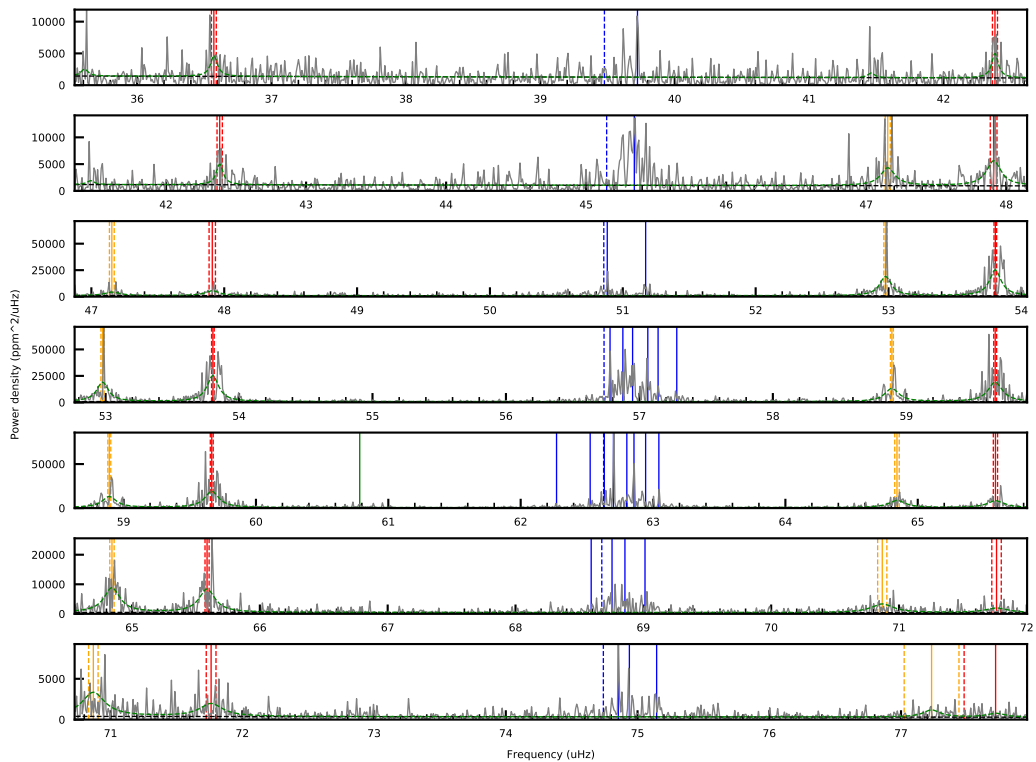 10000
5000
0
36 37 38 39 40 41 42
10000
5000
0
42 43 44 45 46 47 48
50000
25000
0
47 48 49 50 51 52 53 54
50000
25000
0
53 54 55 56 57 58 59
50000
0
59 60 61 62 63 64 65
20000
10000
0
65 66 67 68 69 70 71 72
5000
0
71 72 73 74 75 76 77
Power density (ppm^2/uHz)
Frequency (uHz)